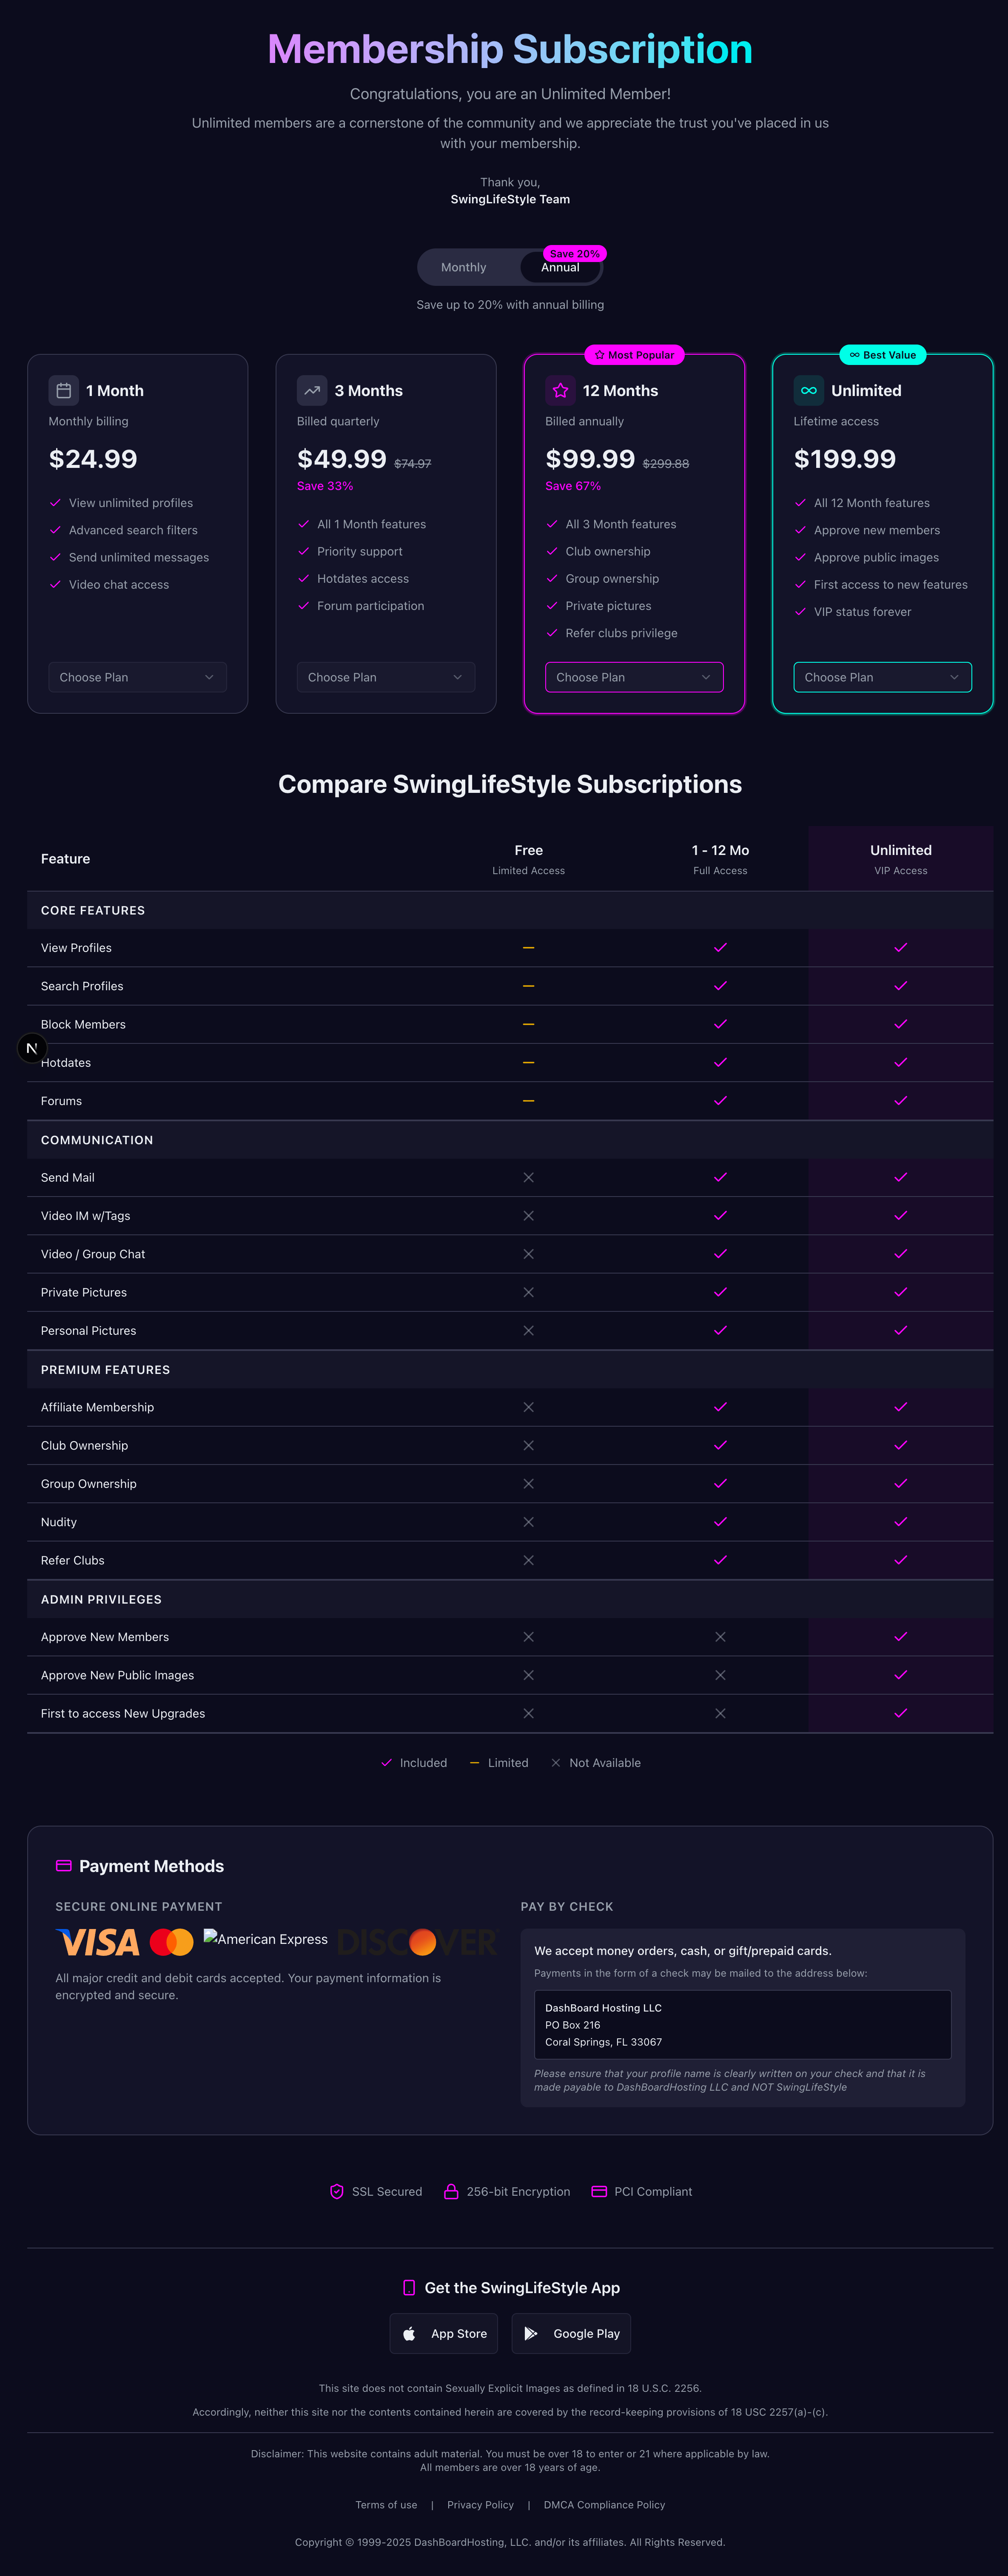 Membership Subscription
Congratulations, you are an Unlimited Member!
Unlimited members are a cornerstone of the community and we appreciate the trust you've placed in us
with your membership.
Thank you,
SwingLifeStyle Team
Save 20%
Monthly
Annual
Save up to 20% with annual billing
1 Month
Monthly billing
$24.99
View unlimited profiles
Advanced search filters
Send unlimited messages
Video chat access
Choose Plan
3 Months
Billed quarterly
$49.99 $74.97
Save 33%
All 1 Month features
Priority support
Hotdates access
Forum participation
Choose Plan
Most Popular
12 Months
Billed annually
$99.99 $299.88
Save 67%
All 3 Month features
Club ownership
Group ownership
Private pictures
Refer clubs privilege
Choose Plan
Best Value
Unlimited
Lifetime access
$199.99
All 12 Month features
Approve new members
Approve public images
First access to new features
VIP status forever
Choose Plan
Compare SwingLifeStyle Subscriptions
Feature
Free
Limited Access
1 - 12 Mo
Full Access
Unlimited
VIP Access
CORE FEATURES
View Profiles
Search Profiles
Block Members
N
Hotdates
Forums
COMMUNICATION
Send Mail
Video IM w/Tags
Video / Group Chat
Private Pictures
Personal Pictures
PREMIUM FEATURES
Affiliate Membership
Club Ownership
Group Ownership
Nudity
Refer Clubs
ADMIN PRIVILEGES
Approve New Members
Approve New Public Images
First to access New Upgrades
Included
Limited
Not Available
Payment Methods
SECURE ONLINE PAYMENT
VISA
American Express
DISCOVER
All major credit and debit cards accepted. Your payment information is
encrypted and secure.
PAY BY CHECK
We accept money orders, cash, or gift/prepaid cards.
Payments in the form of a check may be mailed to the address below:
DashBoard Hosting LLC
PO Box 216
Coral Springs, FL 33067
Please ensure that your profile name is clearly written on your check and that it is
made payable to DashBoardHosting LLC and NOT SwingLifeStyle
SSL Secured
256-bit Encryption
PCI Compliant
Get the SwingLifeStyle App
App Store
Google Play
This site does not contain Sexually Explicit Images as defined in 18 U.S.C. 2256.
Accordingly, neither this site nor the contents contained herein are covered by the record-keeping provisions of 18 USC 2257(a)-(c).
Disclaimer: This website contains adult material. You must be over 18 to enter or 21 where applicable by law.
All members are over 18 years of age.
Terms of use | Privacy Policy | DMCA Compliance Policy
Copyright © 1999-2025 DashBoardHosting, LLC. and/or its affiliates. All Rights Reserved.